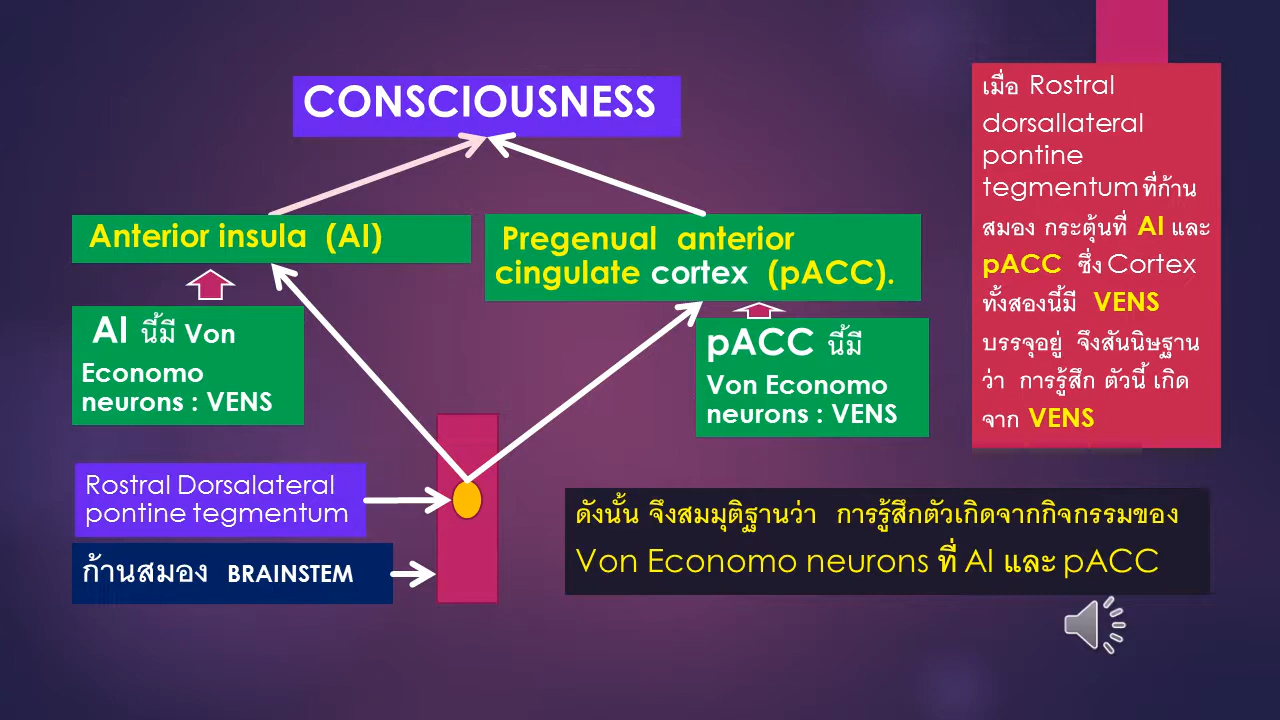 CONSCIOUSNESS
Anterior insula (AI)
Pregenual anterior
cingulate cortex (pACC).
AI นี้มี Von
Economo
neurons : VENS
pACC นี้มี
Von Economo
neurons : VENS
Rostral Dorsalateral
pontine tegmentum
ก้านสมอง BRAINSTEM
เมื่อ Rostral
dorsallateral
pontine
tegmentum ที่ก้าน
สมอง กระตุ้นที่ AI และ
pACC ซึ่ง Cortex
ทั้งสองนี้มี VENS
บรรจุอยู่ จึงสันนิษฐาน
ว่า การรู้สึก ตัวนี้ เกิด
จาก VENS
ดังนั้น จึงสมมุติฐานว่า การรู้สึกตัวเกิดจากกิจกรรมของ
Von Economo neurons ที่ AI และ pACC